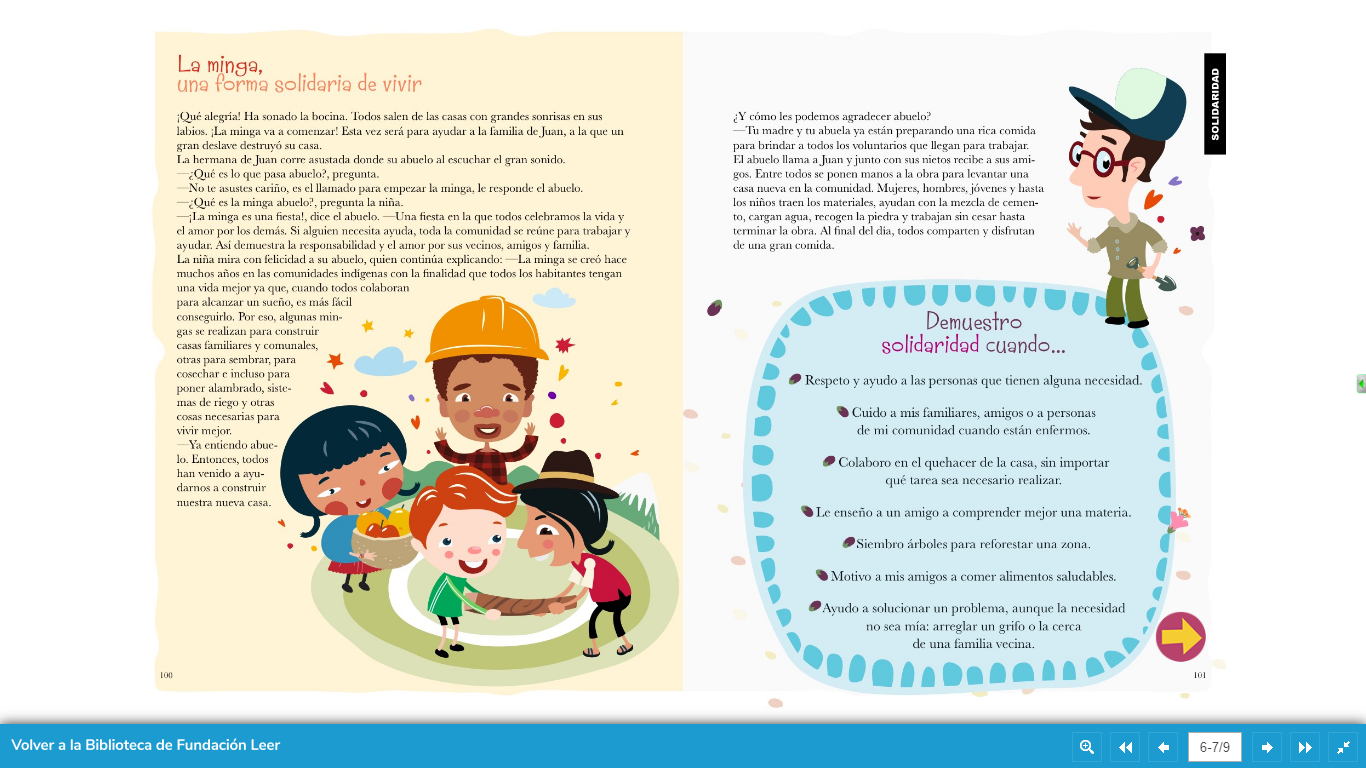 La minga,
una forma solidaria de vivir
¡Qué alegría! Ha sonado la bocina. Todos salen de las casas con grandes sonrisas en sus
labios. ¡La minga va a comenzar! Esta vez será para ayudar a la familia de Juan, a la que un
gran deslave destruyó su casa.
La hermana de Juan corre asustada donde su abuelo al escuchar el gran sonido.
—¿Qué es lo que pasa abuelo?, pregunta.
—No te asustes cariño, es el llamado para empezar la minga, le responde el abuelo.
—¿Qué es la minga abuelo?, pregunta la niña.
—¡La minga es una fiesta!, dice el abuelo. —Una fiesta en la que todos celebramos la vida y
el amor por los demás. Si alguien necesita ayuda, toda la comunidad se reúne para trabajar y
ayudar. Así demuestra la responsabilidad y el amor por sus vecinos, amigos y familia.
La niña mira con felicidad a su abuelo, quien continúa explicando: —La minga se creó hace
muchos años en las comunidades indígenas con la finalidad que todos los habitantes tengan
una vida mejor ya que, cuando todos colaboran
para alcanzar un sueño, es más fácil
conseguirlo. Por eso, algunas min-
gas se realizan para construir
casas familiares y comunales,
otras para sembrar, para
cosechar e incluso para
poner alambrado, siste-
mas de riego y otras
cosas necesarias para
vivir mejor.
—Ya entiendo abue-
lo. Entonces, todos
han venido a ayu-
darnos a construir
nuestra nueva casa.
100
SOLIDARIDAD
¿Y cómo les podemos agradecer abuelo?
—Tu madre y tu abuela ya están preparando una rica comida
para brindar a todos los voluntarios que llegan para trabajar.
El abuelo llama a Juan y junto con sus nietos recibe a sus ami-
gos. Entre todos se ponen manos a la obra para levantar una
casa nueva en la comunidad. Mujeres, hombres, jóvenes y hasta
los niños traen los materiales, ayudan con la mezcla de cemen-
to, cargan agua, recogen la piedra y trabajan sin cesar hasta
terminar la obra. Al final del día, todos comparten y disfrutan
de una gran comida.
Demuestro
solidaridad cuando...
Respeto y ayudo a las personas que tienen alguna necesidad.
Cuido a mis familiares, amigos o a personas
de mi comunidad cuando están enfermos.
Colaboro en el quehacer de la casa, sin importar
qué tarea sea necesario realizar.
Le enseño a un amigo a comprender mejor una materia.
Siembro árboles para reforestar una zona.
Motivo a mis amigos a comer alimentos saludables.
Ayudo a solucionar un problema, aunque la necesidad
no sea mía: arreglar un grifo o la cerca
de una familia vecina.
101
Volver a la Biblioteca de Fundación Leer
6-7/9